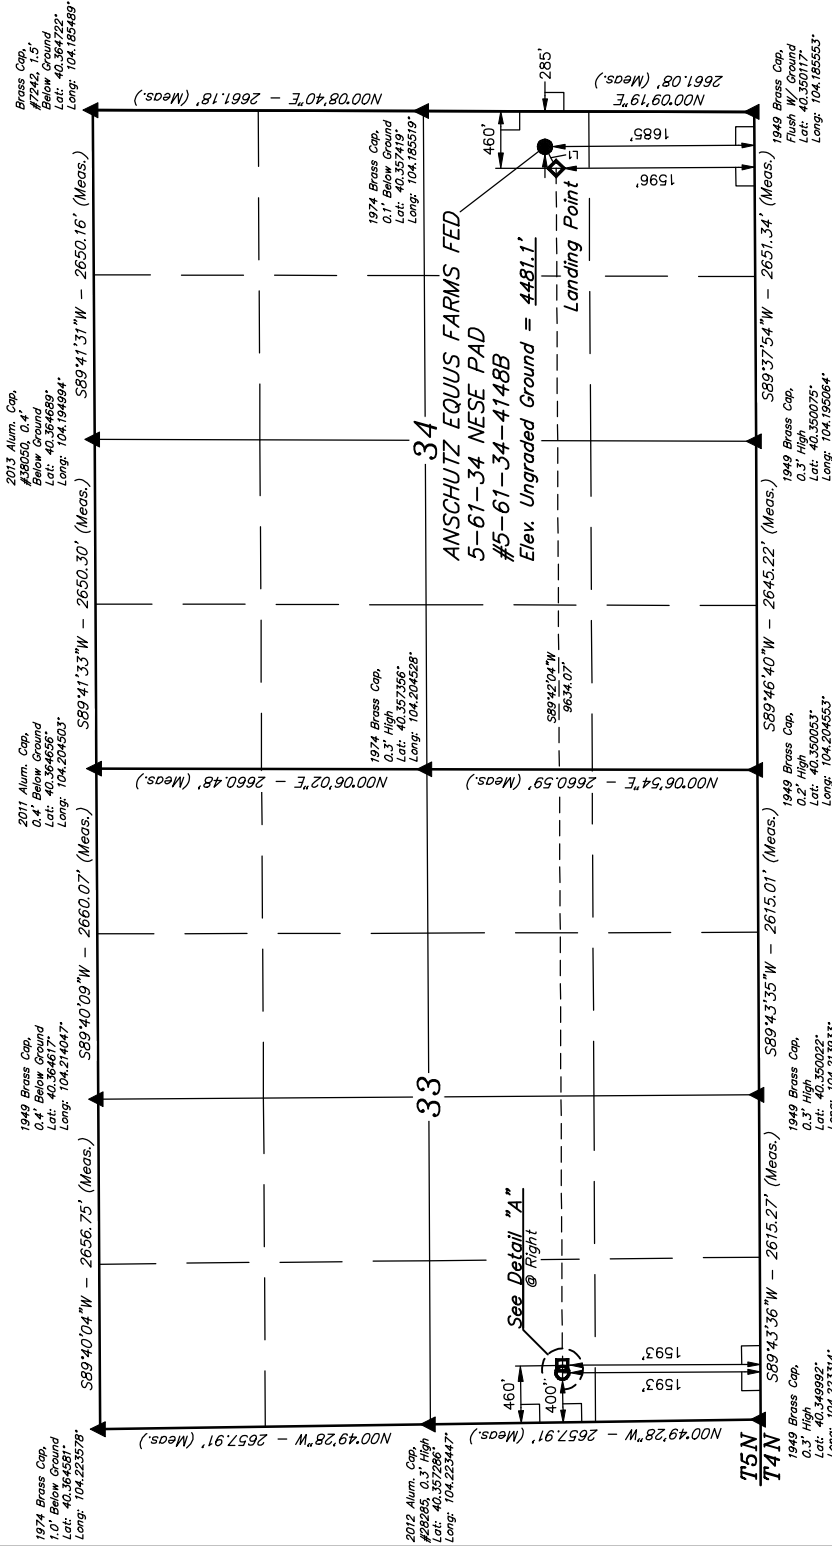 1974 Brass Cap,
1.0' Below Ground
Lat: 40.364581°
Long: 104.223578°
S89°40'04"W – 2656.75' (Meas.)
1949 Brass Cap,
0.4' Below Ground
Lat: 40.364617°
Long: 104.214047°
S89°40'09"W – 2660.07' (Meas.)
2011 Alum. Cap,
0.4' Below Ground
Lat: 40.364656°
Long: 104.204503°
S89°41'33"W – 2650.30' (Meas.)
2013 Alum. Cap,
#38050, 0.4'
Below Ground
Lat: 40.364689°
Long: 104.194994°
S89°41'31"W – 2650.16' (Meas.)
Brass Cap,
#7242, 1.5'
Below Ground
Lat: 40.364722°
Long: 104.185489°
N00°49'28"W – 2657.91' (Meas.)
N00°06'02"E – 2660.48' (Meas.)
N00°08'40"E – 2661.18' (Meas.)
2012 Alum. Cap,
#28285, 0.3' High
Lat: 40.357286°
Long: 104.223447°
33
1974 Brass Cap,
0.3' High
Lat: 40.357356°
Long: 104.204528°
34
1974 Brass Cap,
0.1' Below Ground
Lat: 40.357419°
Long: 104.185519°
ANSCHUTZ EQUUS FARMS FED
5-61-34 NESE PAD
#5-61-34-4148B
Elev. Ungraded Ground = 4481.1'
Landing Point
L1
460'
285'
1685'
1596'
See Detail "A"
@ Right
460'
400'
1593'
1593'
S89°42'04"W
9634.07'
N00°49'28"W – 2657.91' (Meas.)
N00°06'54"E – 2660.59' (Meas.)
N00°09'19"E
2661.08' (Meas.)
T5N
T4N
1949 Brass Cap,
0.3' High
Lat: 40.349992°
S89°43'36"W – 2615.27' (Meas.)
1949 Brass Cap,
0.3' High
Lat: 40.350022°
S89°43'35"W – 2615.01' (Meas.)
1949 Brass Cap,
0.2' High
Lat: 40.350053°
Long: 104.204553°
S89°46'40"W – 2645.22' (Meas.)
1949 Brass Cap,
0.3' High
Lat: 40.350075°
Long: 104.195064°
S89°37'54"W – 2651.34' (Meas.)
1949 Brass Cap
Flush W/ Ground
Lat: 40.350117°
Long: 104.185553°